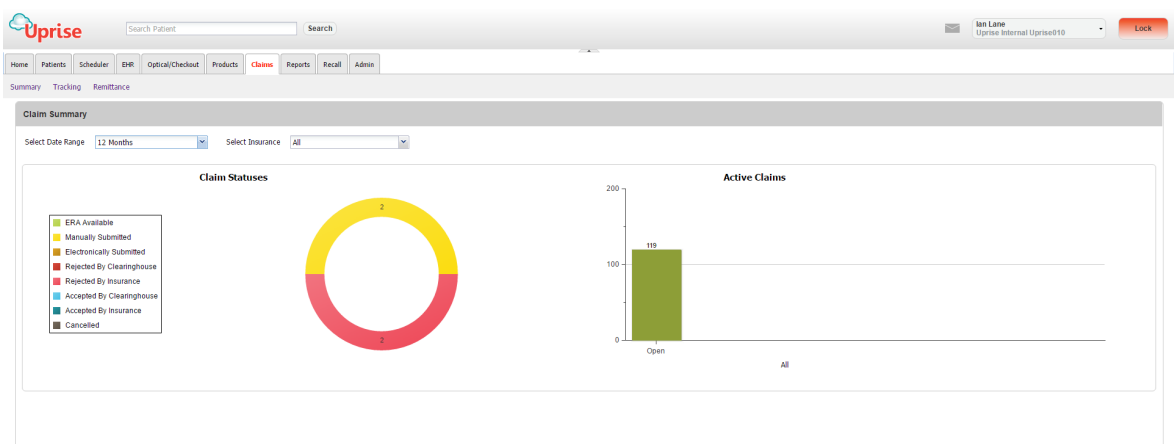 Uprise
Search Patient
Search
Ian Lane
Uprise Internal Uprise010
Lock
Home Patients Scheduler EHR Optical/Checkout Products Claims Reports Recall Admin
Summary Tracking Remittance
Claim Summary
Select Date Range 12 Months Select Insurance All
Claim Statuses
ERA Available
Manually Submitted
Electronically Submitted
Rejected By Clearinghouse
Rejected By Insurance
Accepted By Clearinghouse
Accepted By Insurance
Cancelled
2
2
Active Claims
200
119
100
0
Open
All